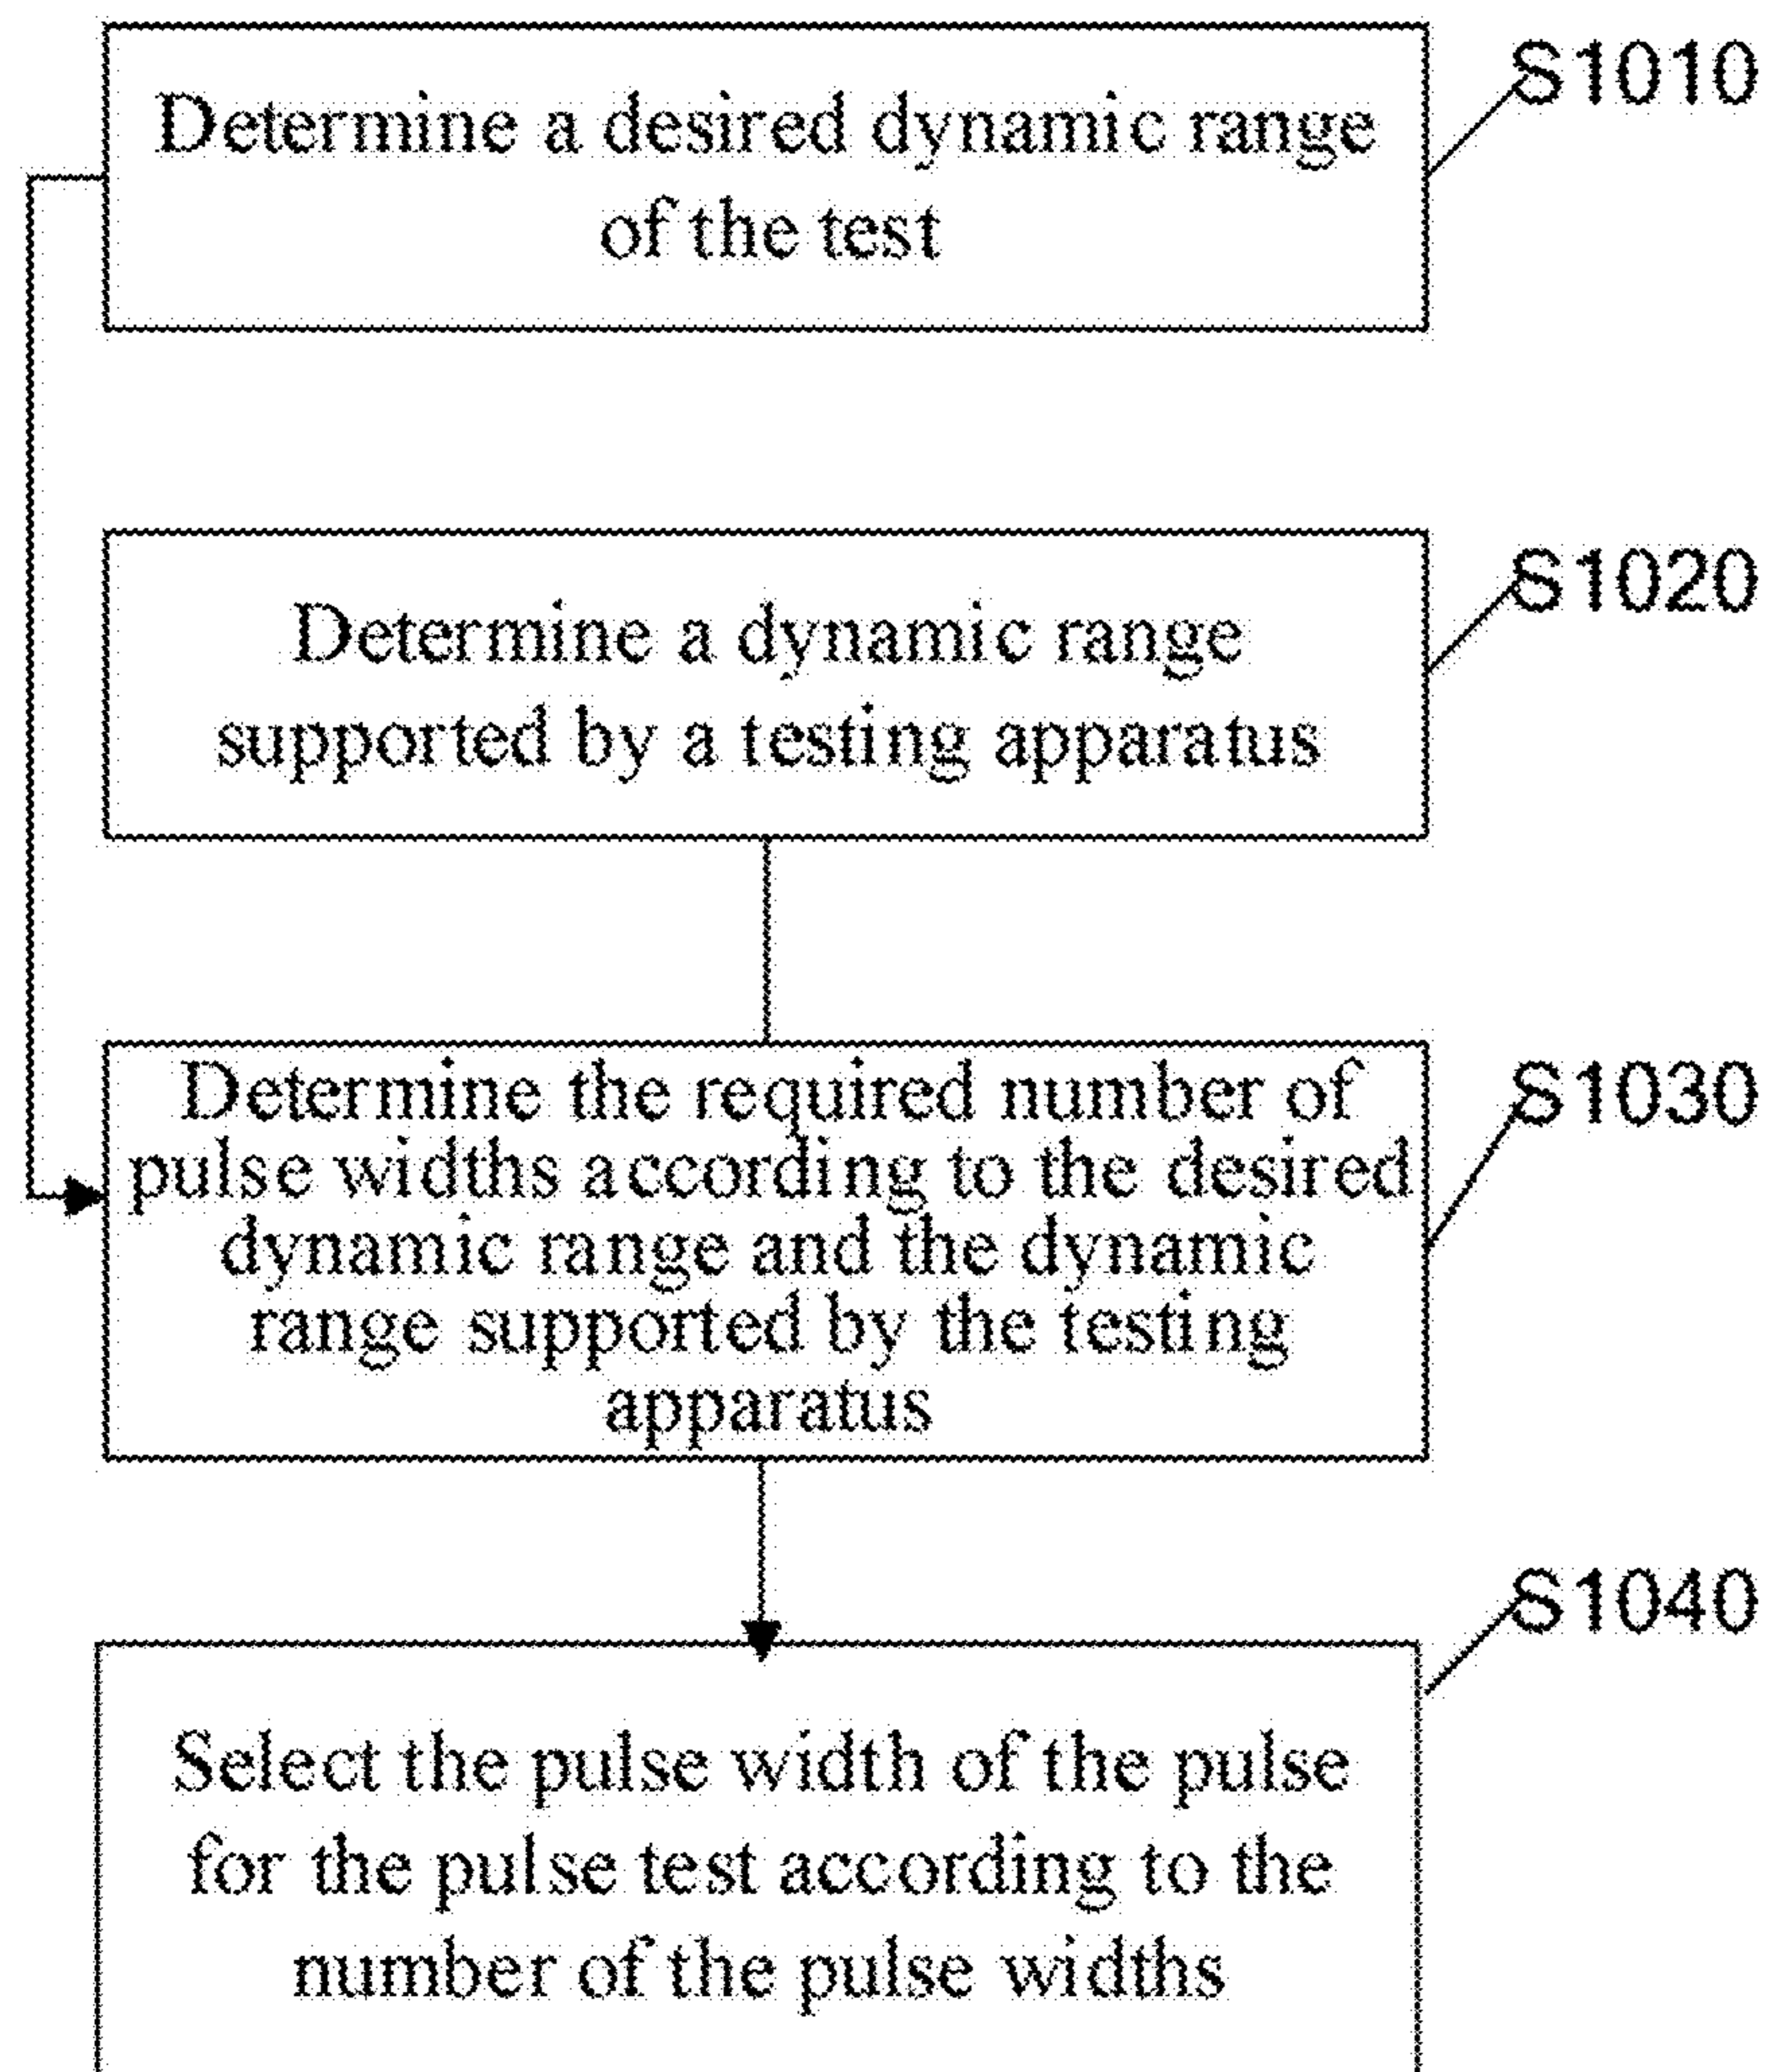 S1010
Determine a desired dynamic range
of the test
S1020
Determine a dynamic range
supported by a testing apparatus
S1030
Determine the required number of
pulse widths according to the desired
dynamic range and the dynamic
range supported by the testing
apparatus
S1040
Select the pulse width of the pulse
for the pulse test according to the
number of the pulse widths